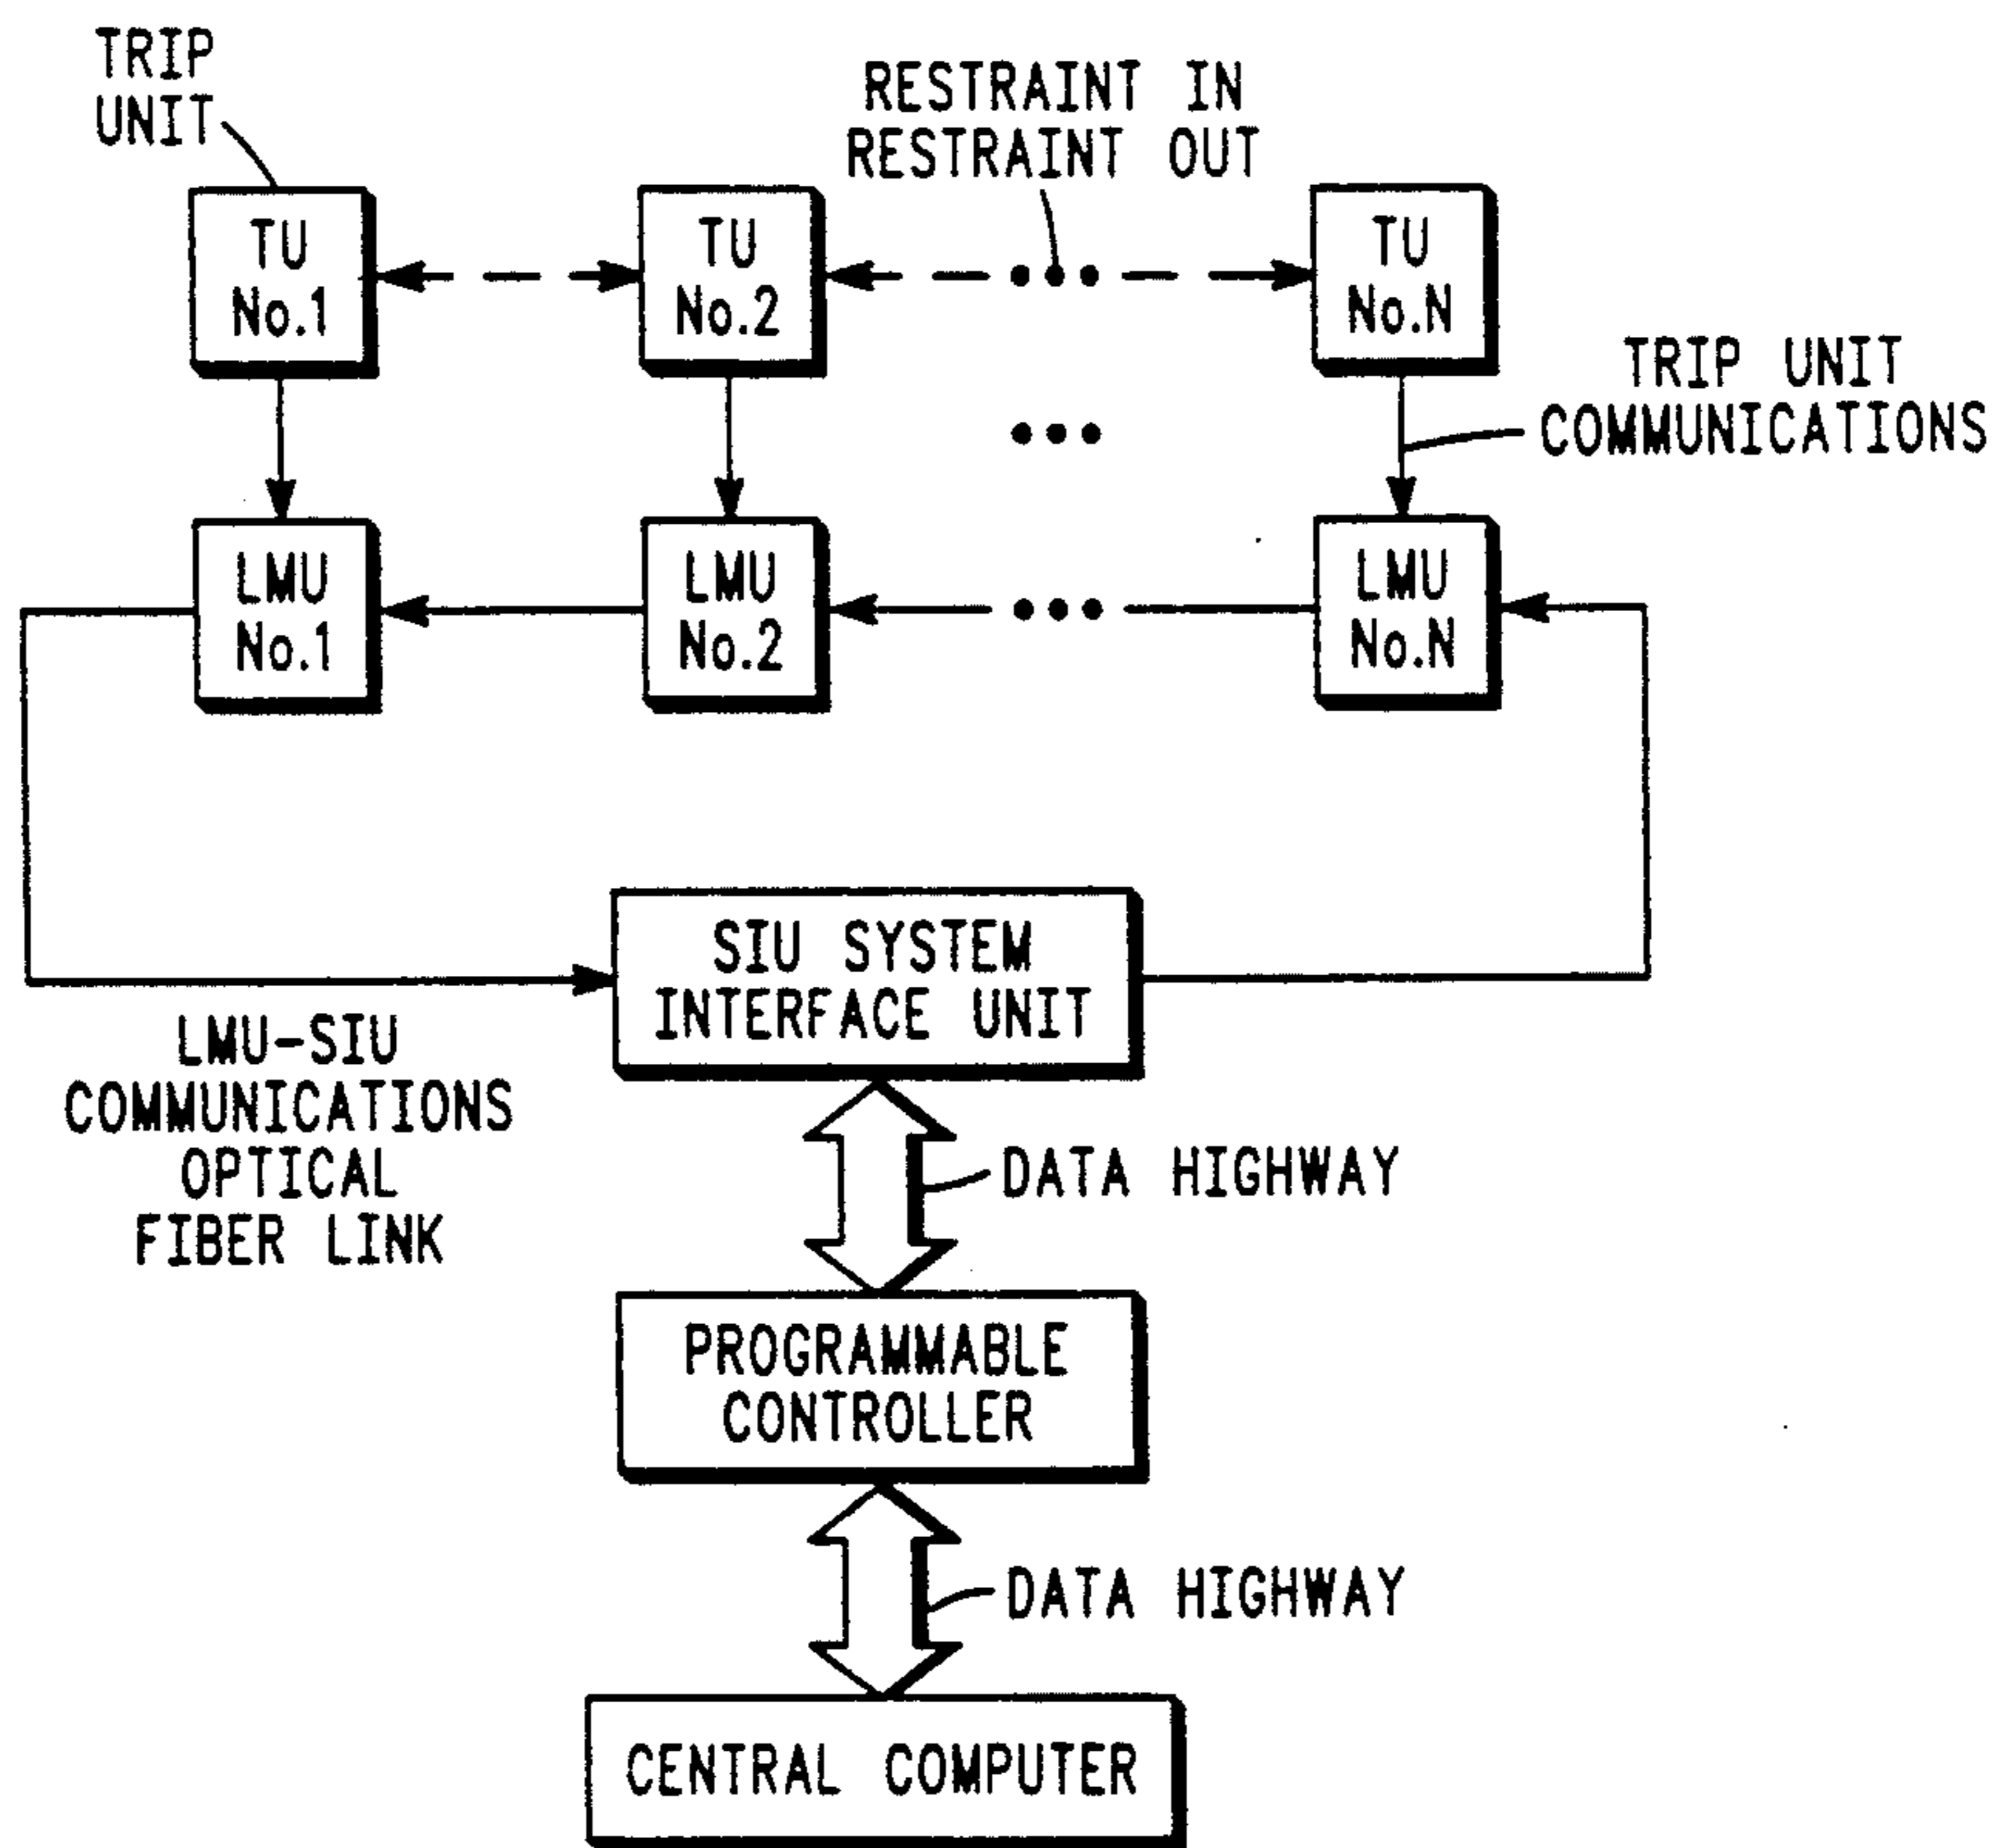 TRIP
UNIT
RESTRAINT IN
RESTRAINT OUT
TU
No.1
TU
No.2
TU
No.N
TRIP UNIT
COMMUNICATIONS
LMU
No.1
LMU
No.2
LMU
No.N
SIU SYSTEM
INTERFACE UNIT
LMU-SIU
COMMUNICATIONS
OPTICAL
FIBER LINK
DATA HIGHWAY
PROGRAMMABLE
CONTROLLER
DATA HIGHWAY
CENTRAL COMPUTER